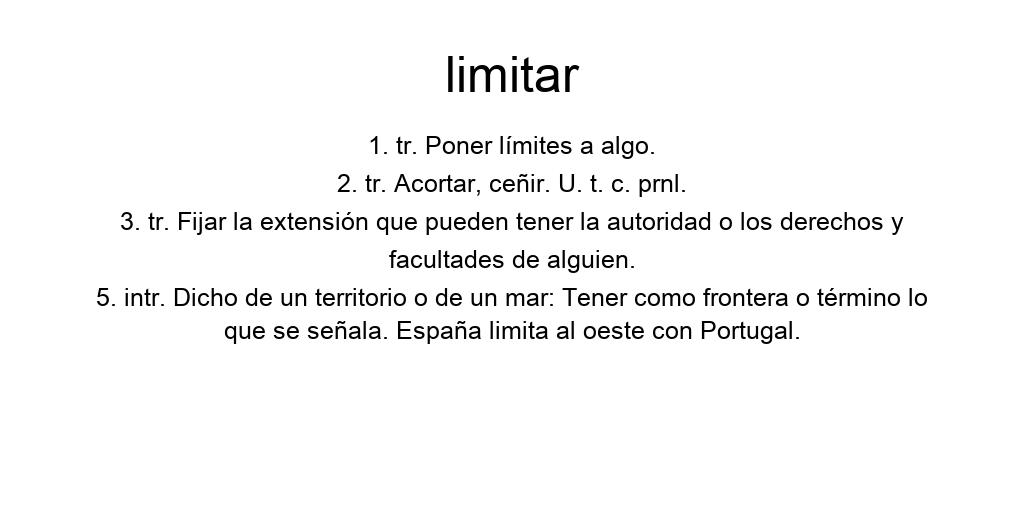 limitar
1. tr. Poner límites a algo.
2. tr. Acortar, ceñir. U. t. c. prnl.
3. tr. Fijar la extensión que pueden tener la autoridad o los derechos y
facultades de alguien.
5. intr. Dicho de un territorio o de un mar: Tener como frontera o término lo
que se señala. España limita al oeste con Portugal.